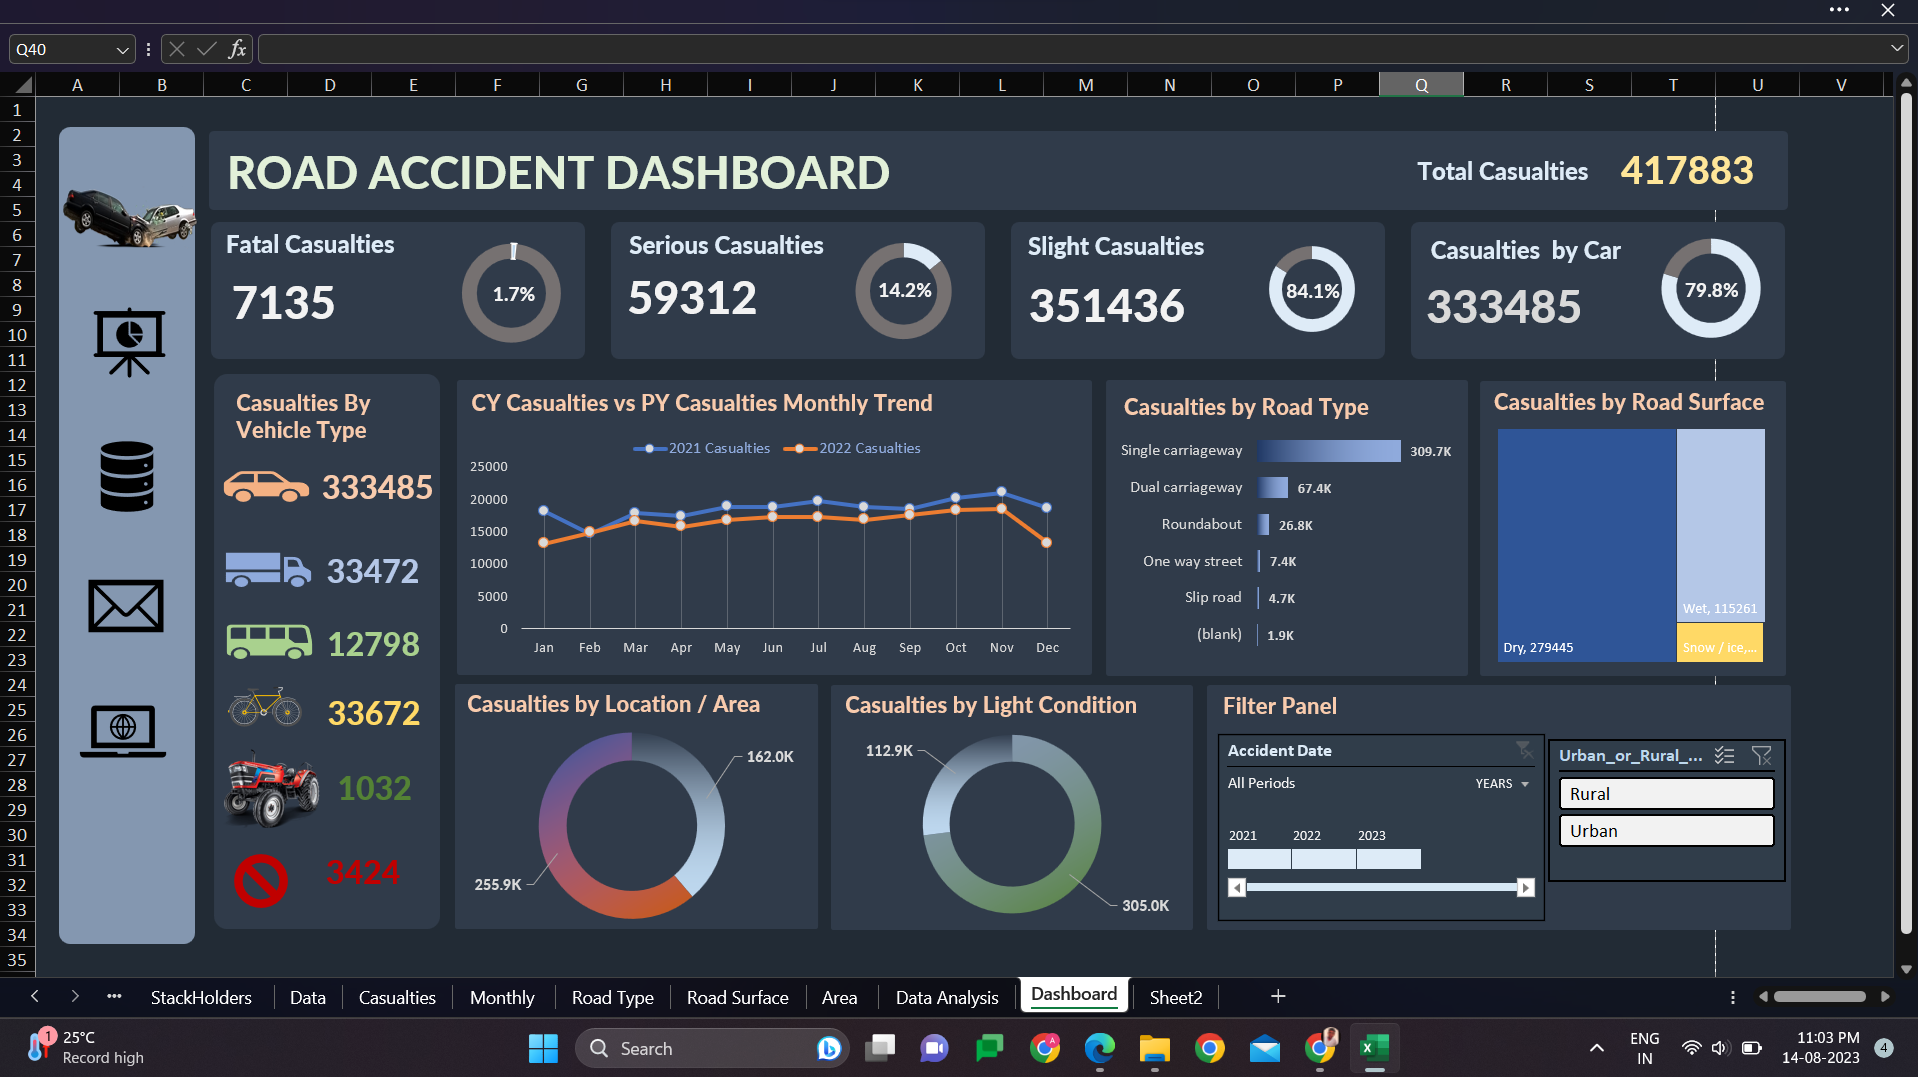 Q40
fx
A B C D E F G H I J K L M N O P Q R S T U V
1
2
3
4
5
6
7
8
9
10
11
12
13
14
15
16
17
18
19
20
21
22
23
24
25
26
27
28
29
30
31
32
33
34
35
ROAD ACCIDENT DASHBOARD
Total Casualties 417883
Fatal Casualties
7135
1.7%
Serious Casualties
59312
14.2%
Slight Casualties
351436
84.1%
Casualties by Car
333485
79.8%
Casualties By
Vehicle Type
333485
33472
12798
33672
1032
3424
CY Casualties vs PY Casualties Monthly Trend
2021 Casualties 2022 Casualties
25000
20000
15000
10000
5000
0
Jan Feb Mar Apr May Jun Jul Aug Sep Oct Nov Dec
Casualties by Road Type
Single carriageway 309.7K
Dual carriageway 67.4K
Roundabout 26.8K
One way street 7.4K
Slip road 4.7K
(blank) 1.9K
Casualties by Road Surface
Wet, 115261
Dry, 279445
Snow / ice,...
Casualties by Location / Area
162.0K
255.9K
Casualties by Light Condition
112.9K
305.0K
Filter Panel
Accident Date
All Periods YEARS
2021 2022 2023
Urban_or_Rural_...
Rural
Urban
StackHolders Data Casualties Monthly Road Type Road Surface Area Data Analysis Dashboard Sheet2
1
25°C
Record high
Search
A
ENG
IN
11:03 PM
14-08-2023
4